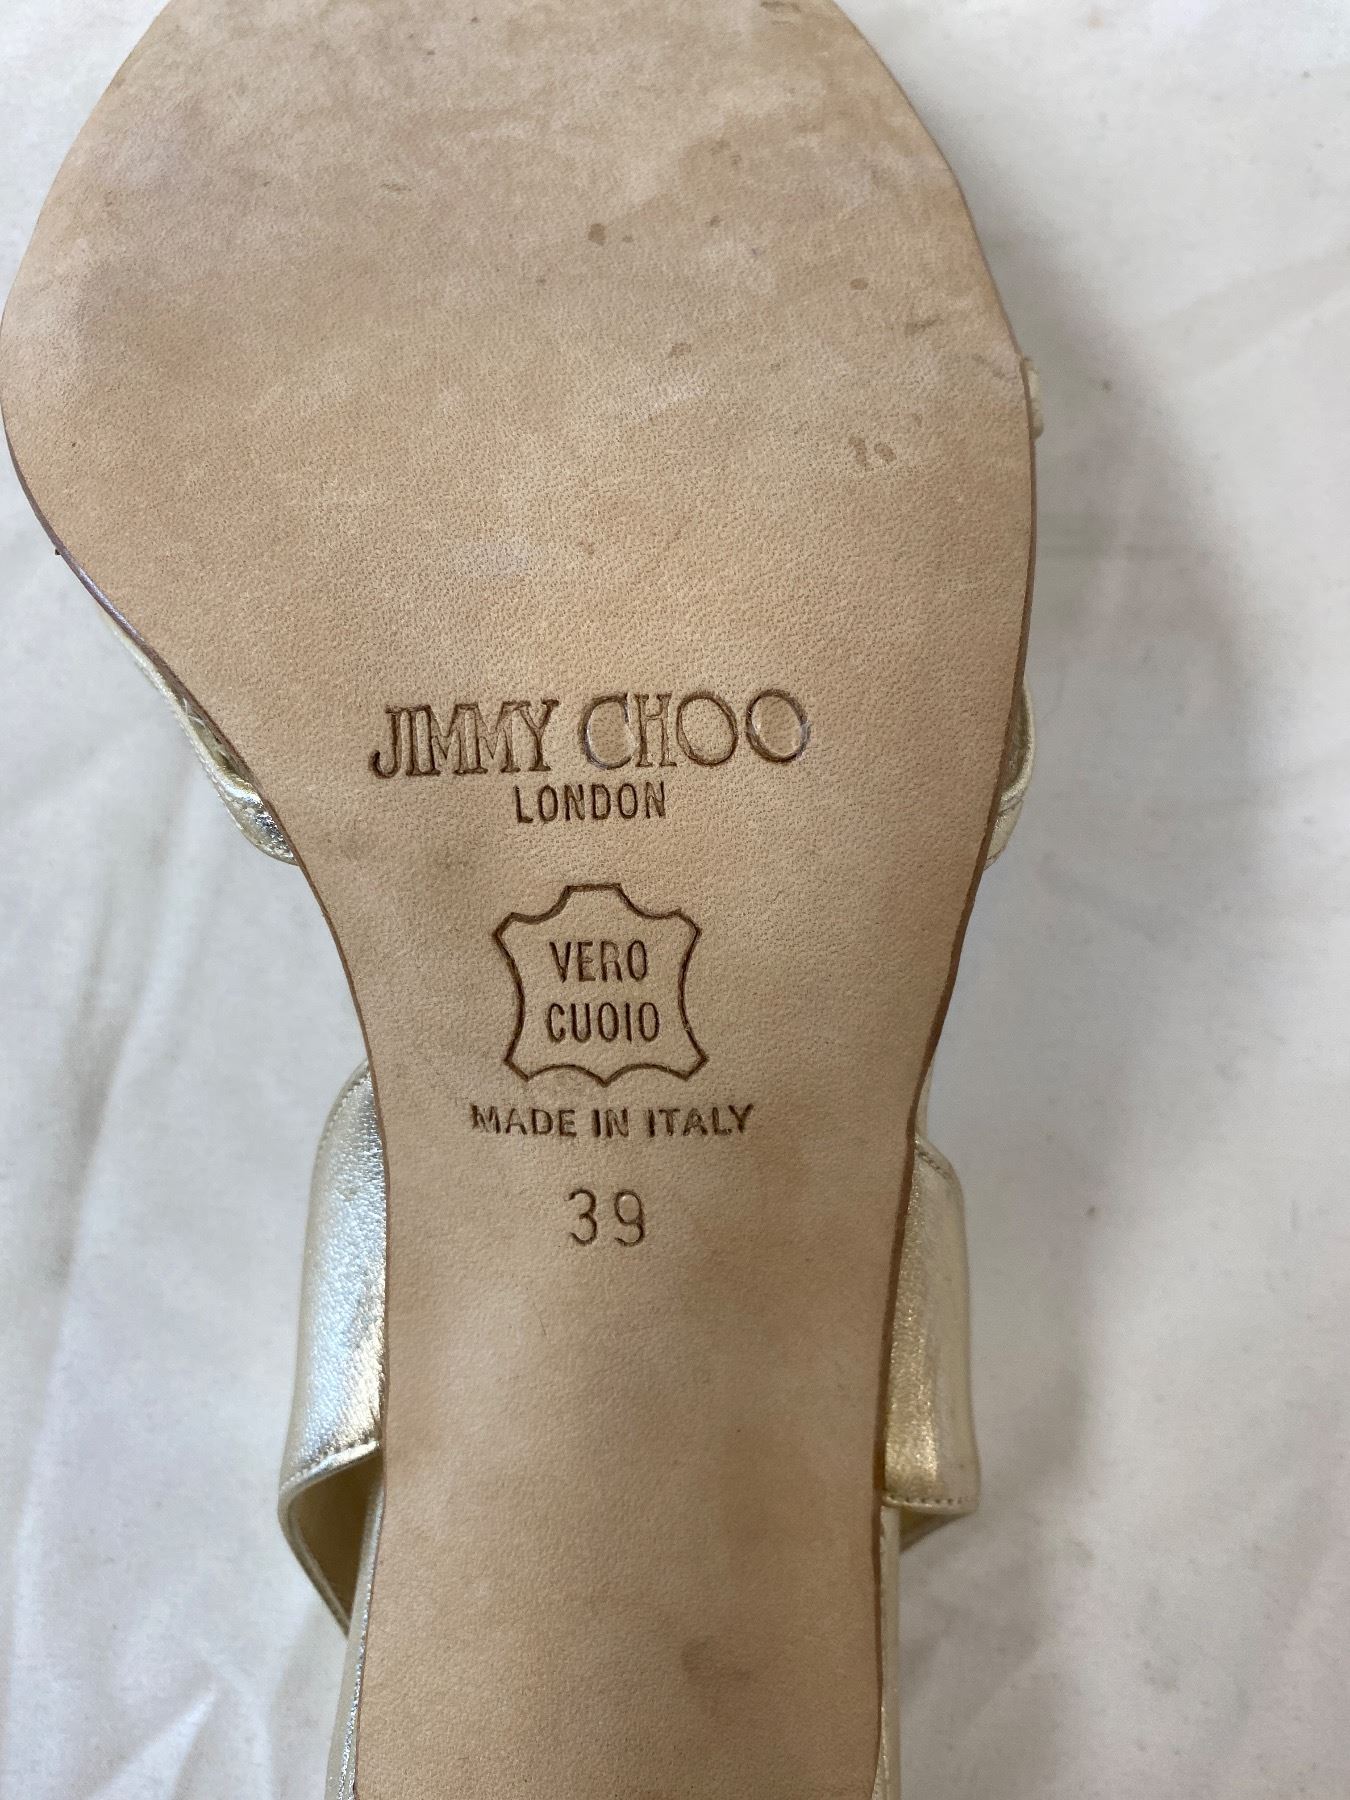 JIMMY CHOO
LONDON
VERO
CUOIO
MADE IN ITALY
39